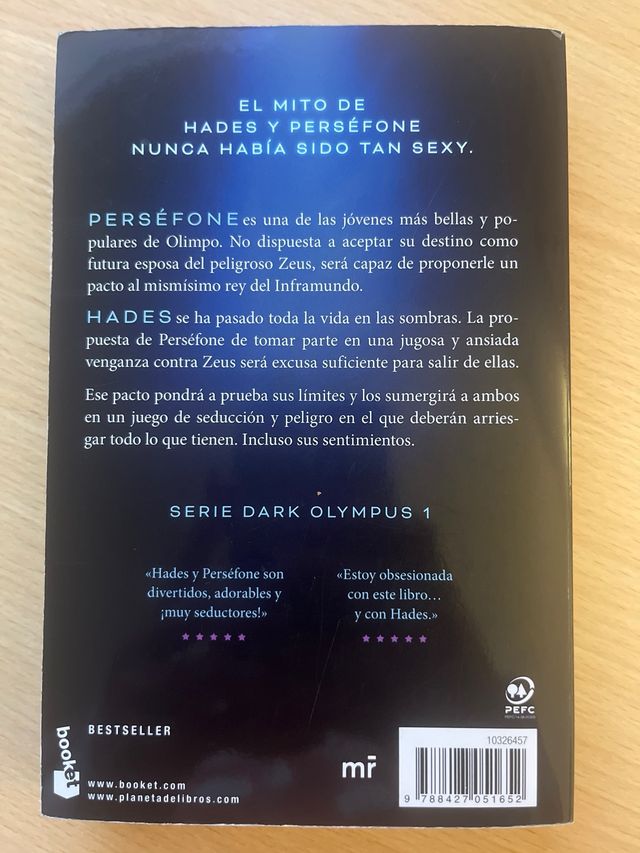 EL MITO DE
HADES Y PERSÉFONE
NUNCA HABÍA SIDO TAN SEXY.
PERSÉFONE es una de las jóvenes más bellas y po-
pulares de Olimpo. No dispuesta a aceptar su destino como
futura esposa del peligroso Zeus, será capaz de proponerle un
pacto al mismísimo rey del Inframundo.
HADES se ha pasado toda la vida en las sombras. La pro-
puesta de Perséfone de tomar parte en una jugosa y ansiada
venganza contra Zeus será excusa suficiente para salir de ellas.
Ese pacto pondrá a prueba sus límites y los sumergirá a ambos
en un juego de seducción y peligro en el que deberán arries-
gar todo lo que tienen. Incluso sus sentimientos.
SERIE DARK OLYMPUS 1
«Hades y Perséfone son
divertidos, adorables y
¡muy seductores!»
«Estoy obsesionada
con este libro...
y con Hades.»
PEFC
booket
BESTSELLER
www.booket.com
www.planetadelibros.com
mr
10326457
9 788427 051652